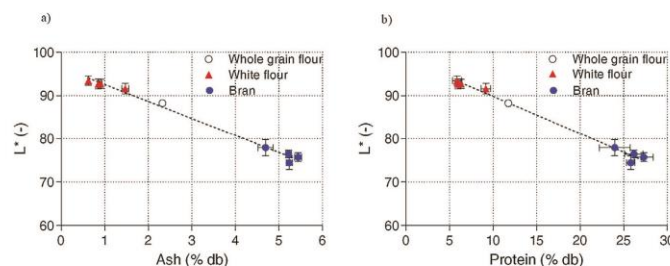 a)
100
90
80
70
60
L* (-)
Whole grain flour
White flour
Bran
0 1 2 3 4 5 6
Ash (% db)
b)
100
90
80
70
60
L* (-)
Whole grain flour
White flour
Bran
0 5 10 15 20 25 30
Protein (% db)